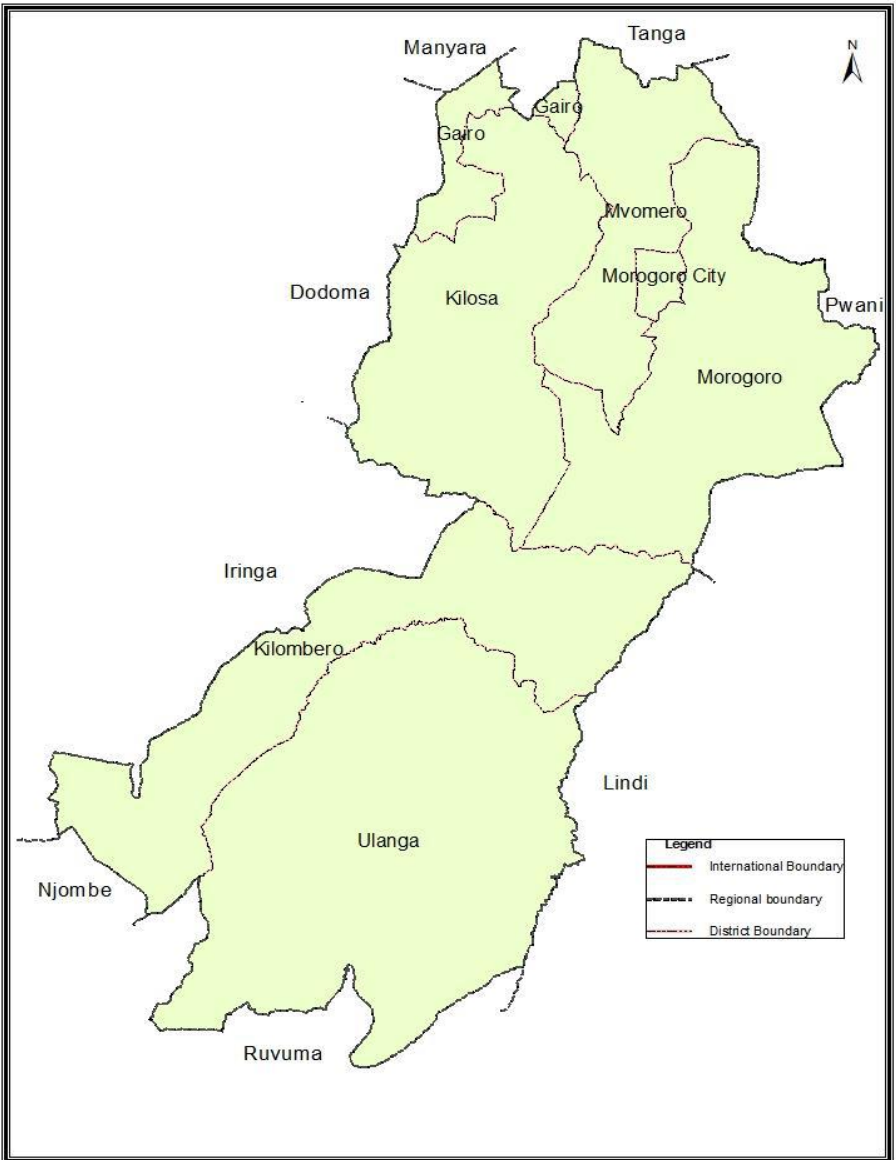 Tanga
Manyara
N
Gairo
Gairo
Mvomero
Morogoro City
Dodoma
Kilosa
Pwani
Morogoro
Iringa
Kilombero
Lindi
Ulanga
Legend
International Boundary
Regional boundary
District Boundary
Njombe
Ruvuma